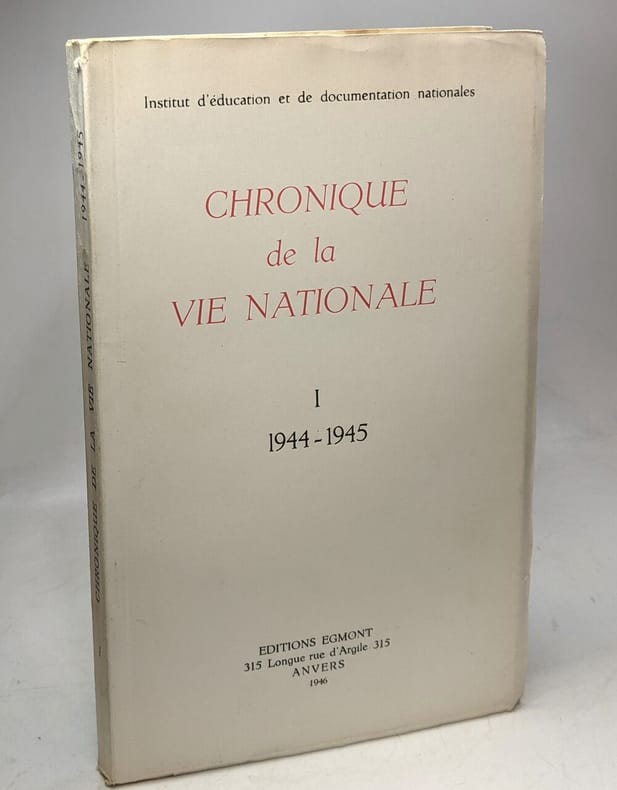 Institut d'éducation et de documentation nationales
CHRONIQUE
de la
VIE NATIONALE
I
1944-1945
EDITIONS EGMONT
315 Longue rue d'Argile 315
ANVERS
1946
CHRONIQUE DE LA VIE NATIONALE 1944-1945